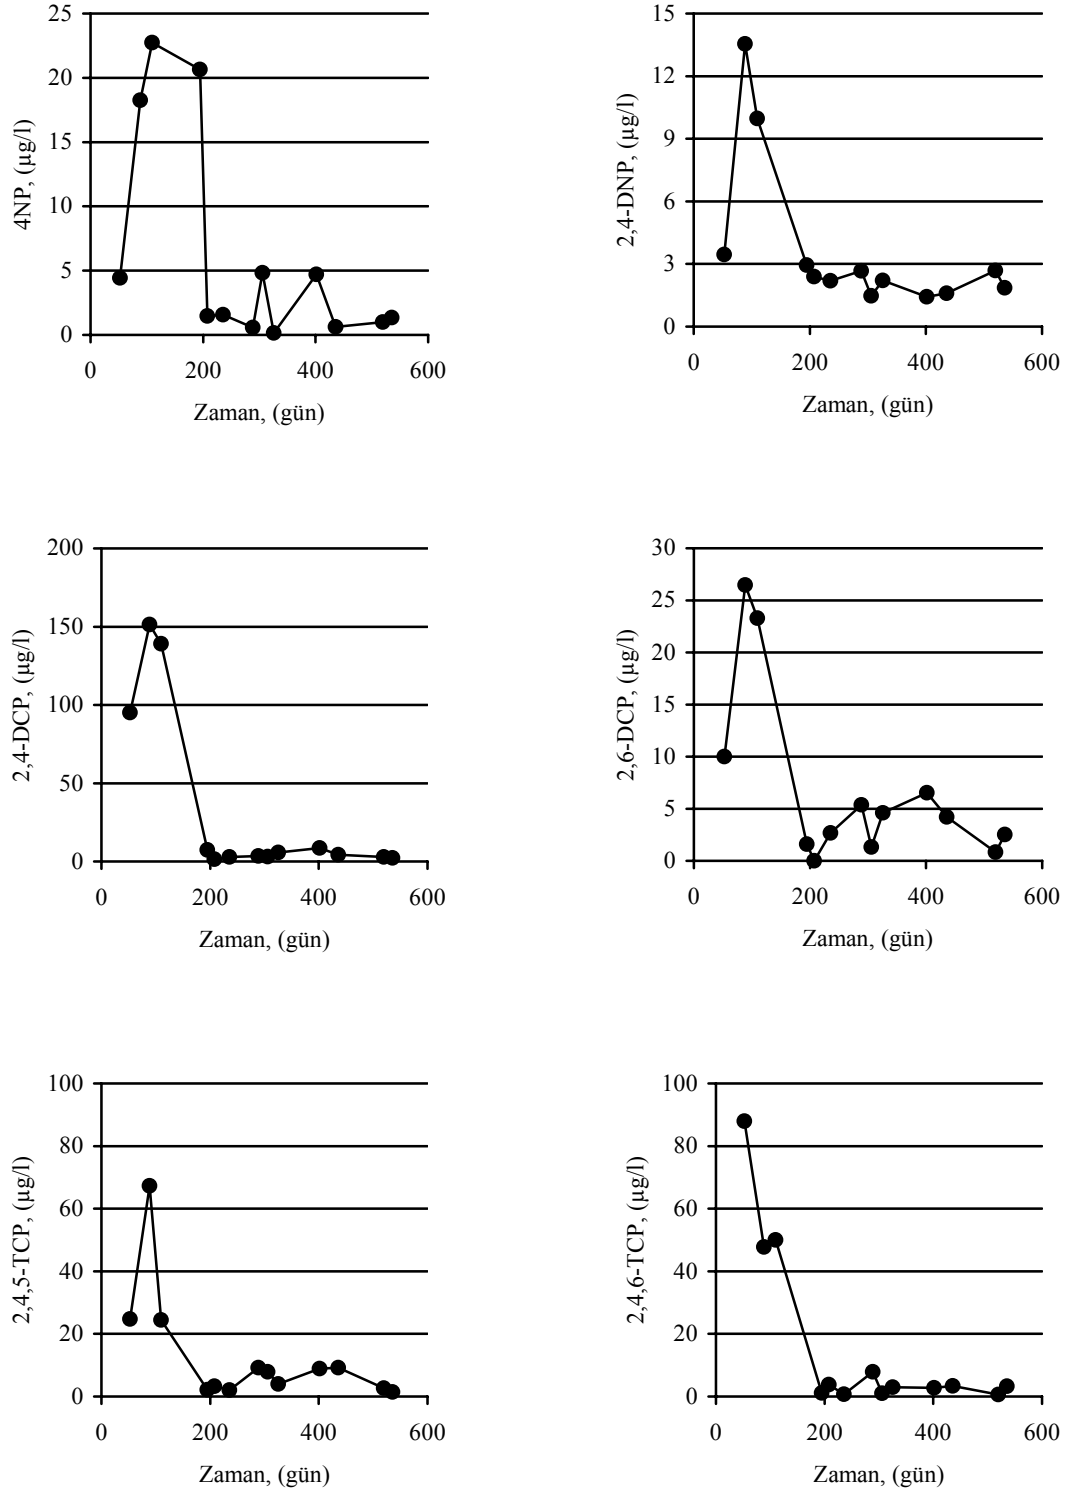 25
20
15
10
5
0
4NP, (µg/l)
0 200 400 600
Zaman, (gün)
15
12
9
6
3
0
2,4-DNP, (µg/l)
0 200 400 600
Zaman, (gün)
200
150
100
50
0
2,4-DCP, (µg/l)
0 200 400 600
Zaman, (gün)
30
25
20
15
10
5
0
2,6-DCP, (µg/l)
0 200 400 600
Zaman, (gün)
100
80
60
40
20
0
2,4,5-TCP, (µg/l)
0 200 400 600
Zaman, (gün)
100
80
60
40
20
0
2,4,6-TCP, (µg/l)
0 200 400 600
Zaman, (gün)